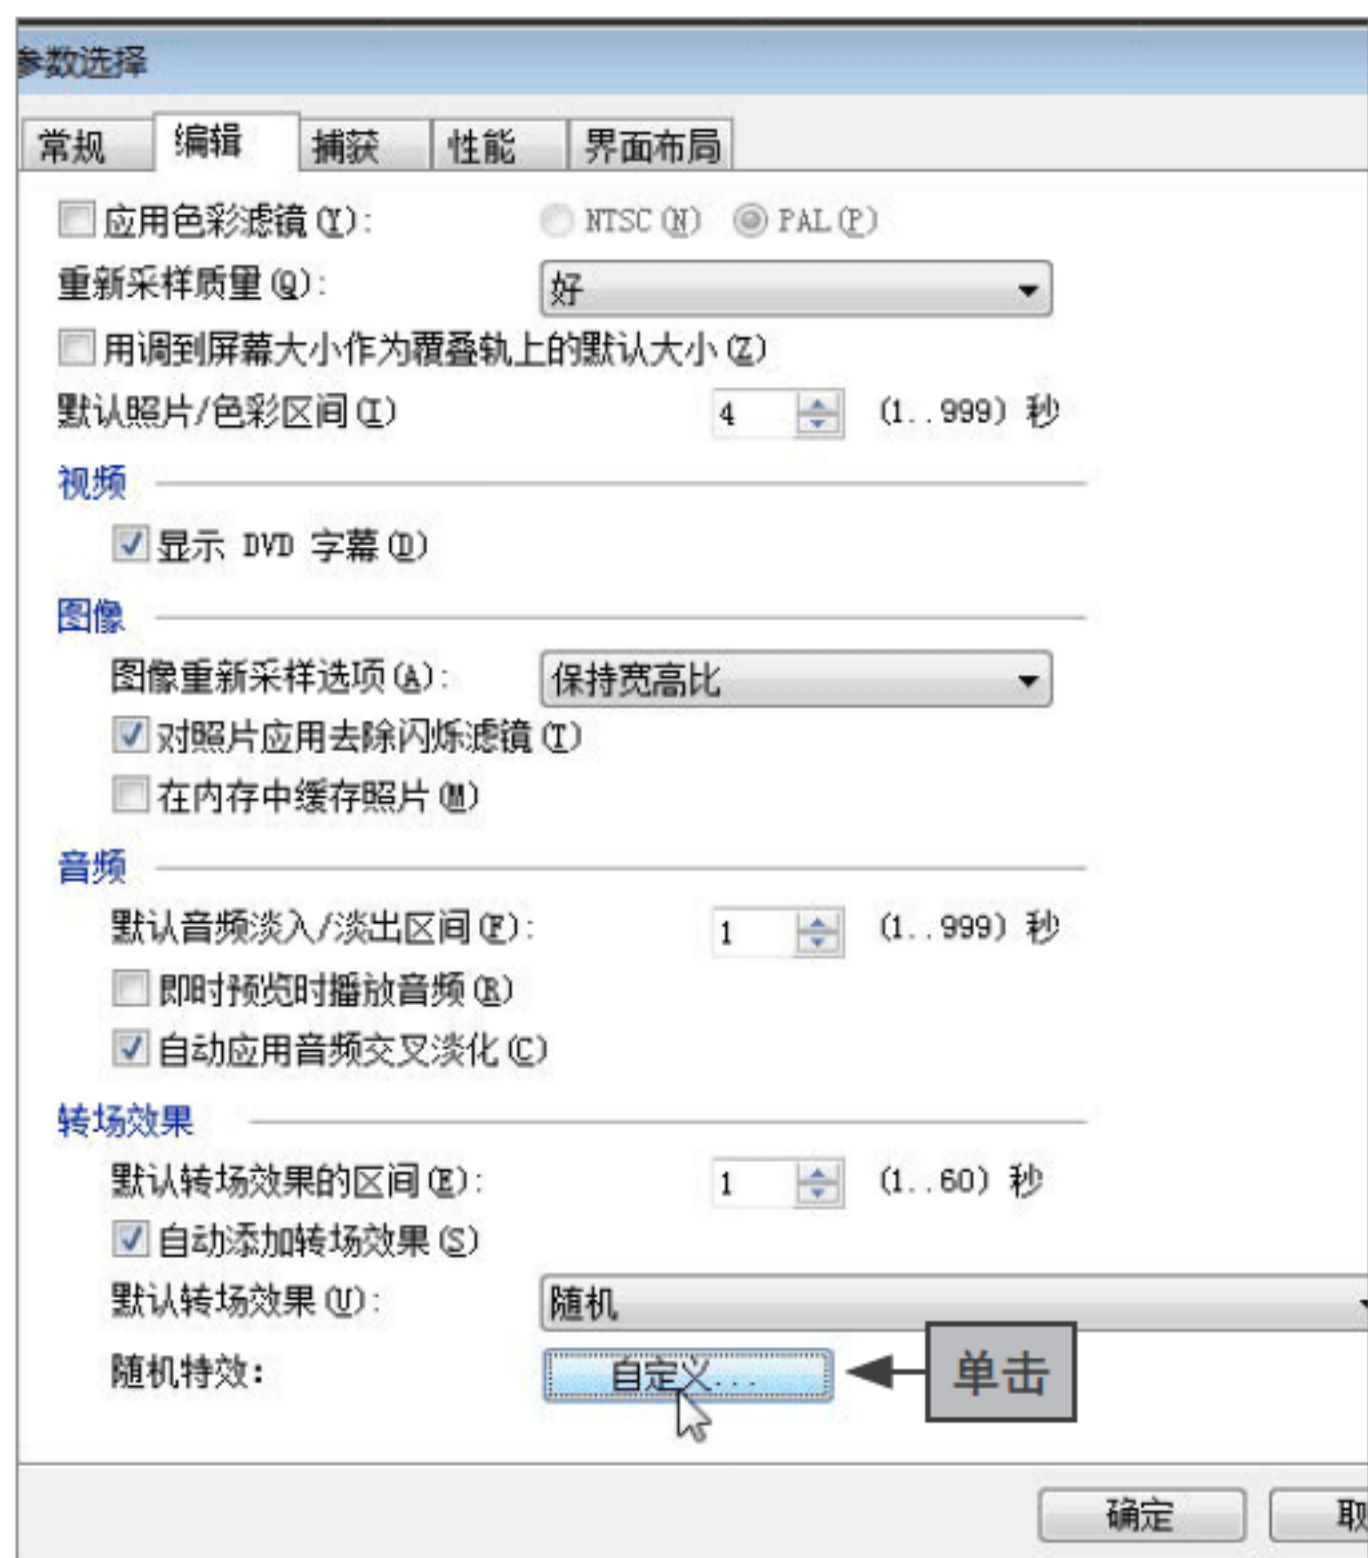 参数选择
常规 编辑 捕获 性能 界面布局
应用色彩滤镜(Y): NTSC(N) PAL(P)
重新采样质量(Q): 好
用调到屏幕大小作为覆叠轨上的默认大小(Z)
默认照片/色彩区间(I) 4 (1..999) 秒
视频
显示 DVD 字幕(D)
图像
图像重新采样选项(A): 保持宽高比
对照片应用去除闪烁滤镜(T)
在内存中缓存照片(M)
音频
默认音频淡入/淡出区间(F): 1 (1..999) 秒
即时预览时播放音频(R)
自动应用音频交叉淡化(C)
转场效果
默认转场效果的区间(E): 1 (1..60) 秒
自动添加转场效果(S)
默认转场效果(U): 随机
随机特效: 自定义... 单击
确定 取